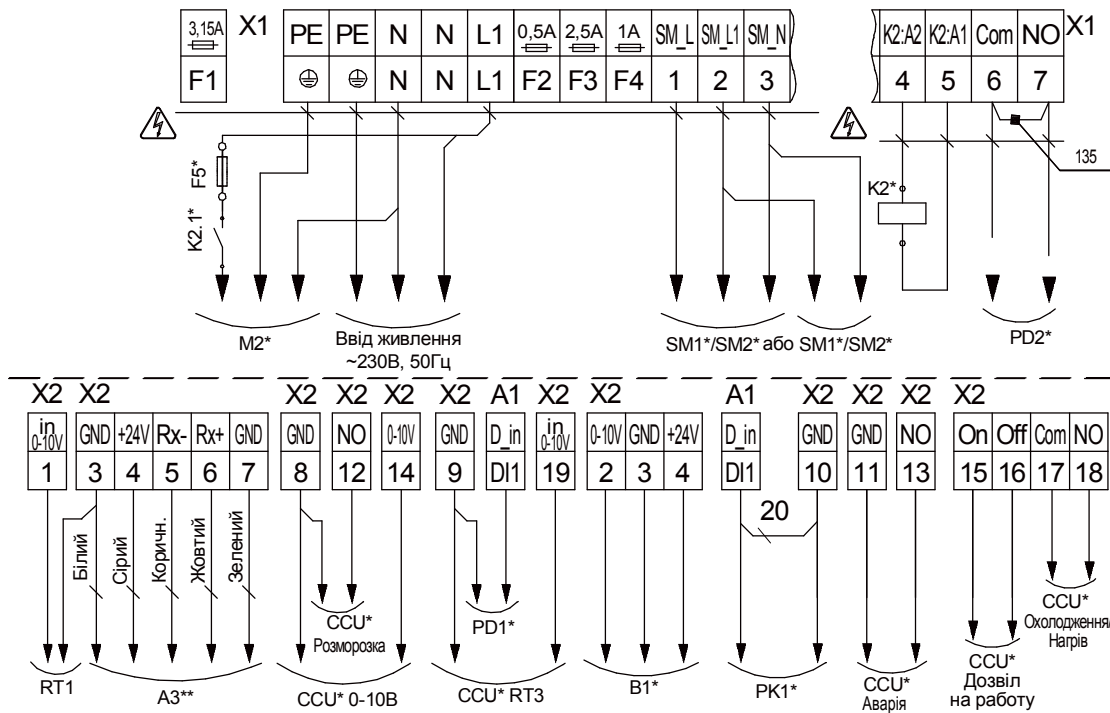 3,15A X1 PE PE N N L1 0,5A 2,5A 1A SM_L SM_L1 SM_N K2:A2 K2:A1 Com NO X1
F1 N N L1 F2 F3 F4 1 2 3 4 5 6 7
135
F5*
K2*
K2.1*
M2*
Ввід живлення
~230В, 50Гц
SM1*/SM2* або SM1*/SM2*
PD2*
X2 X2 X2 X2 X2 X2 A1 X2 X2 A1 X2 X2 X2 X2
in 0-10V GND +24V Rx- Rx+ GND GND NO 0-10V GND D_in in 0-10V 0-10V GND +24V D_in GND GND NO On Off Com NO
1 3 4 5 6 7 8 12 14 9 DI1 19 2 3 4 DI1 10 11 13 15 16 17 18
20
Білий
Сірий
Коричн.
Жовтий
Зелений
CCU*
Розморозка
PD1*
CCU*
Охолодження/
Нагрів
RT1
A3**
CCU* 0-10В
CCU* RT3
B1*
PK1*
CCU*
Аварія
CCU*
Дозвіл
на работу